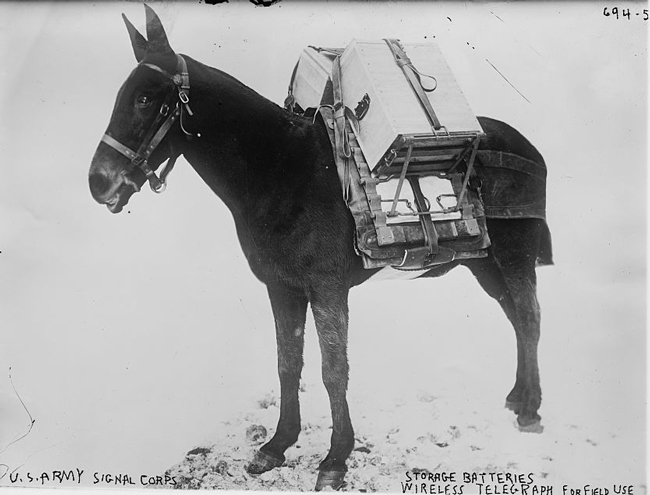 694-5
U.S. ARMY SIGNAL CORPS
STORAGE BATTERIES
WIRELESS TELEGRAPH FOR FIELD USE